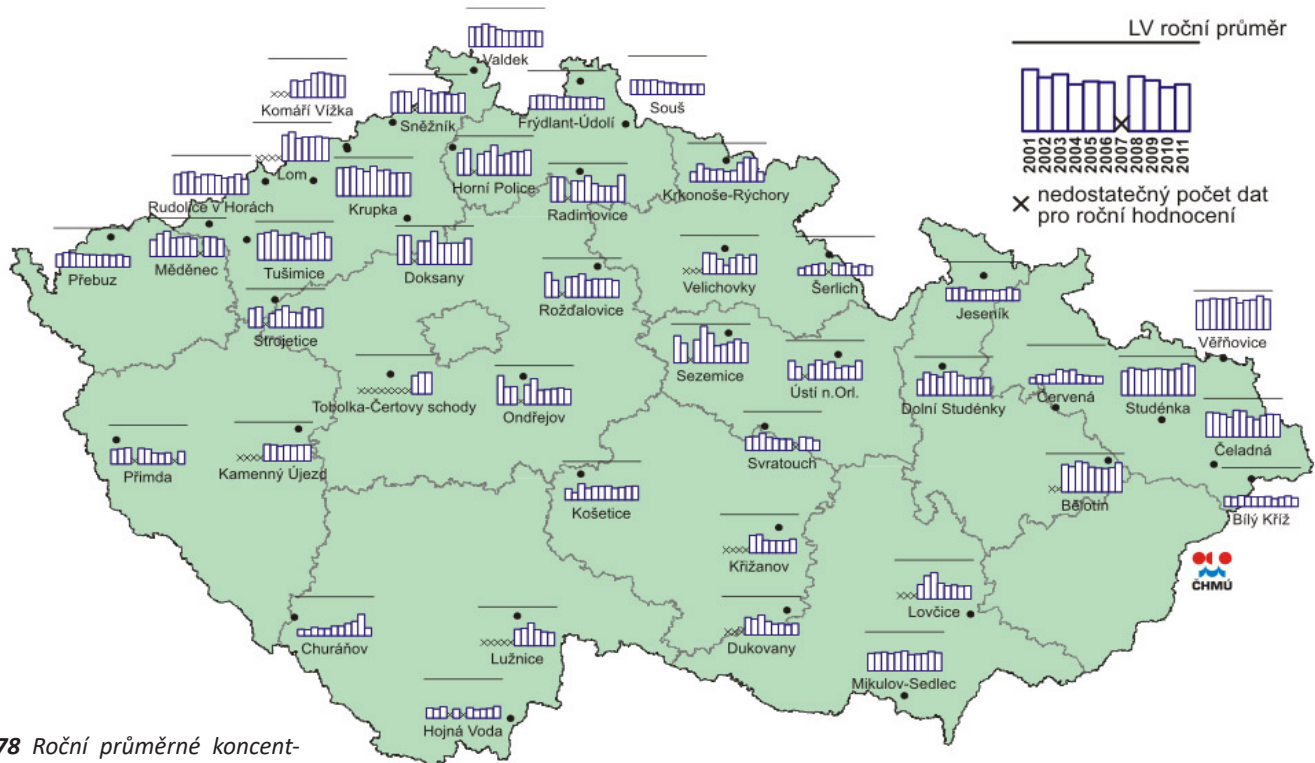 LV roční průměr
2001
2002
2003
2004
2005
2006
2007
2008
2009
2010
2011
× nedostatečný počet dat
pro roční hodnocení
Valdek
Komáří Vížka
Sněžník
Frýdlant-Údolí
Souš
Lom
Horní Police
Krkonoše-Rýchory
Rudolice v Horách
Krupka
Radimovice
Přebuz
Měděnec
Tušimice
Doksany
Velichovky
Šerlich
Rožďalovice
Jeseník
Strojetice
Věřňovice
Sezemice
Ústí n.Orl.
Tobolka-Čertovy schody
Ondřejov
Dolní Studénky
Červená
Studénka
Čeladná
Přimda
Kamenný Újezd
Svratouch
Košetice
Bělotín
Bílý Kříž
Křižanov
ČHMÚ
Lovčice
Churáňov
Lužnice
Dukovany
Mikulov-Sedlec
Hojná Voda
78 Roční průměrné koncent-